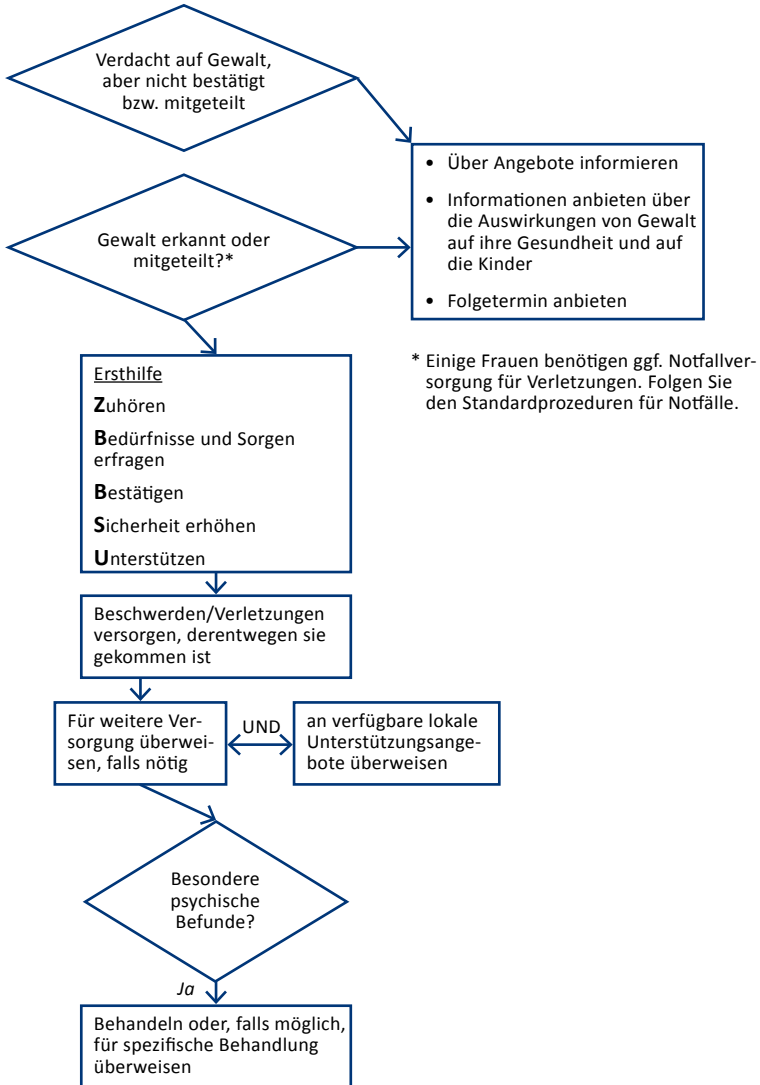 Verdacht auf Gewalt,
aber nicht bestätigt
bzw. mitgeteilt
• Über Angebote informieren
• Informationen anbieten über
die Auswirkungen von Gewalt
auf ihre Gesundheit und auf
die Kinder
• Folgetermin anbieten
Gewalt erkannt oder
mitgeteilt?*
* Einige Frauen benötigen ggf. Notfallver-
sorgung für Verletzungen. Folgen Sie
den Standardprozeduren für Notfälle.
Ersthilfe
Zuhören
Bedürfnisse und Sorgen
erfragen
Bestätigen
Sicherheit erhöhen
Unterstützen
Beschwerden/Verletzungen
versorgen, derentwegen sie
gekommen ist
Für weitere Ver-
sorgung überwei-
sen, falls nötig
UND
an verfügbare lokale
Unterstützungsange-
bote überweisen
Besondere
psychische
Befunde?
Ja
Behandeln oder, falls möglich,
für spezifische Behandlung
überweisen